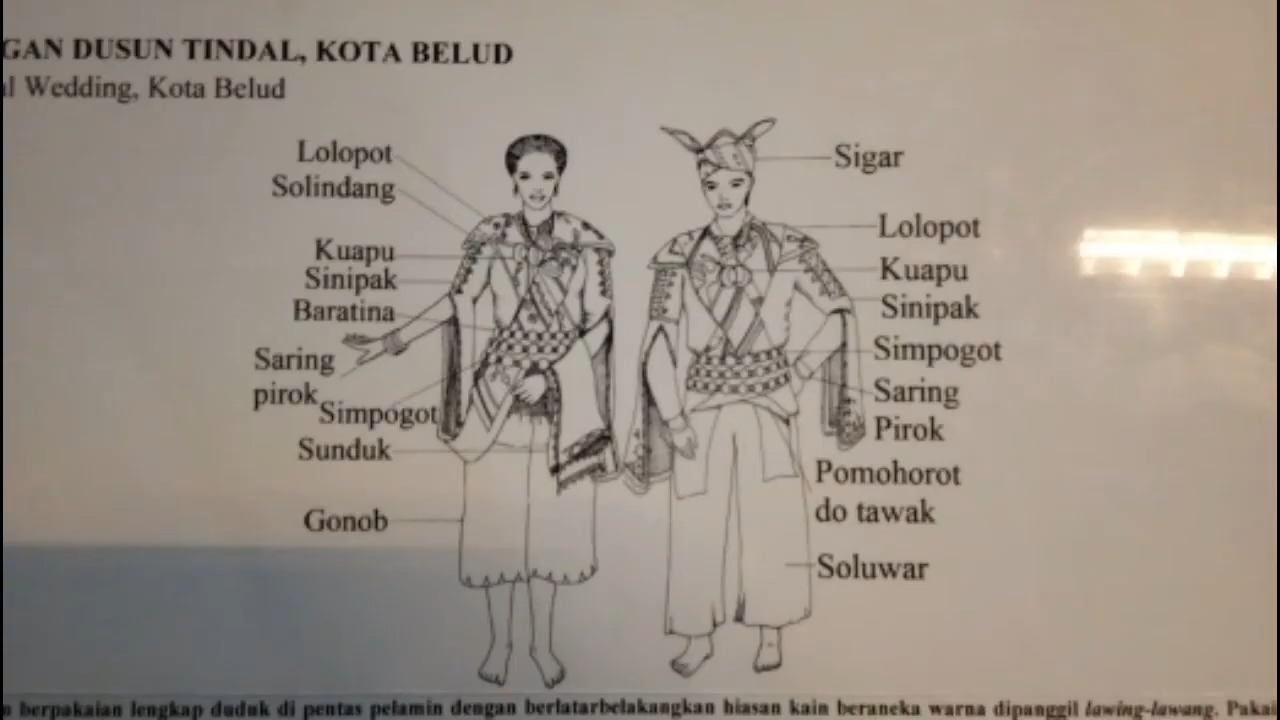 GAN DUSUN TINDAL, KOTA BELUD
al Wedding, Kota Belud
Lolopot
Solindang
Kuapu
Sinipak
Baratina
Saring
pirok
Simpogot
Sunduk
Gonob
Sigar
Lolopot
Kuapu
Sinipak
Simpogot
Saring
Pirok
Pomohorot
do tawak
Soluwar
n berpakaian lengkap duduk di pentas pelamin dengan berlatarbelakangkan hiasan kain beraneka warna dipanggil lawing-lawang. Pakai